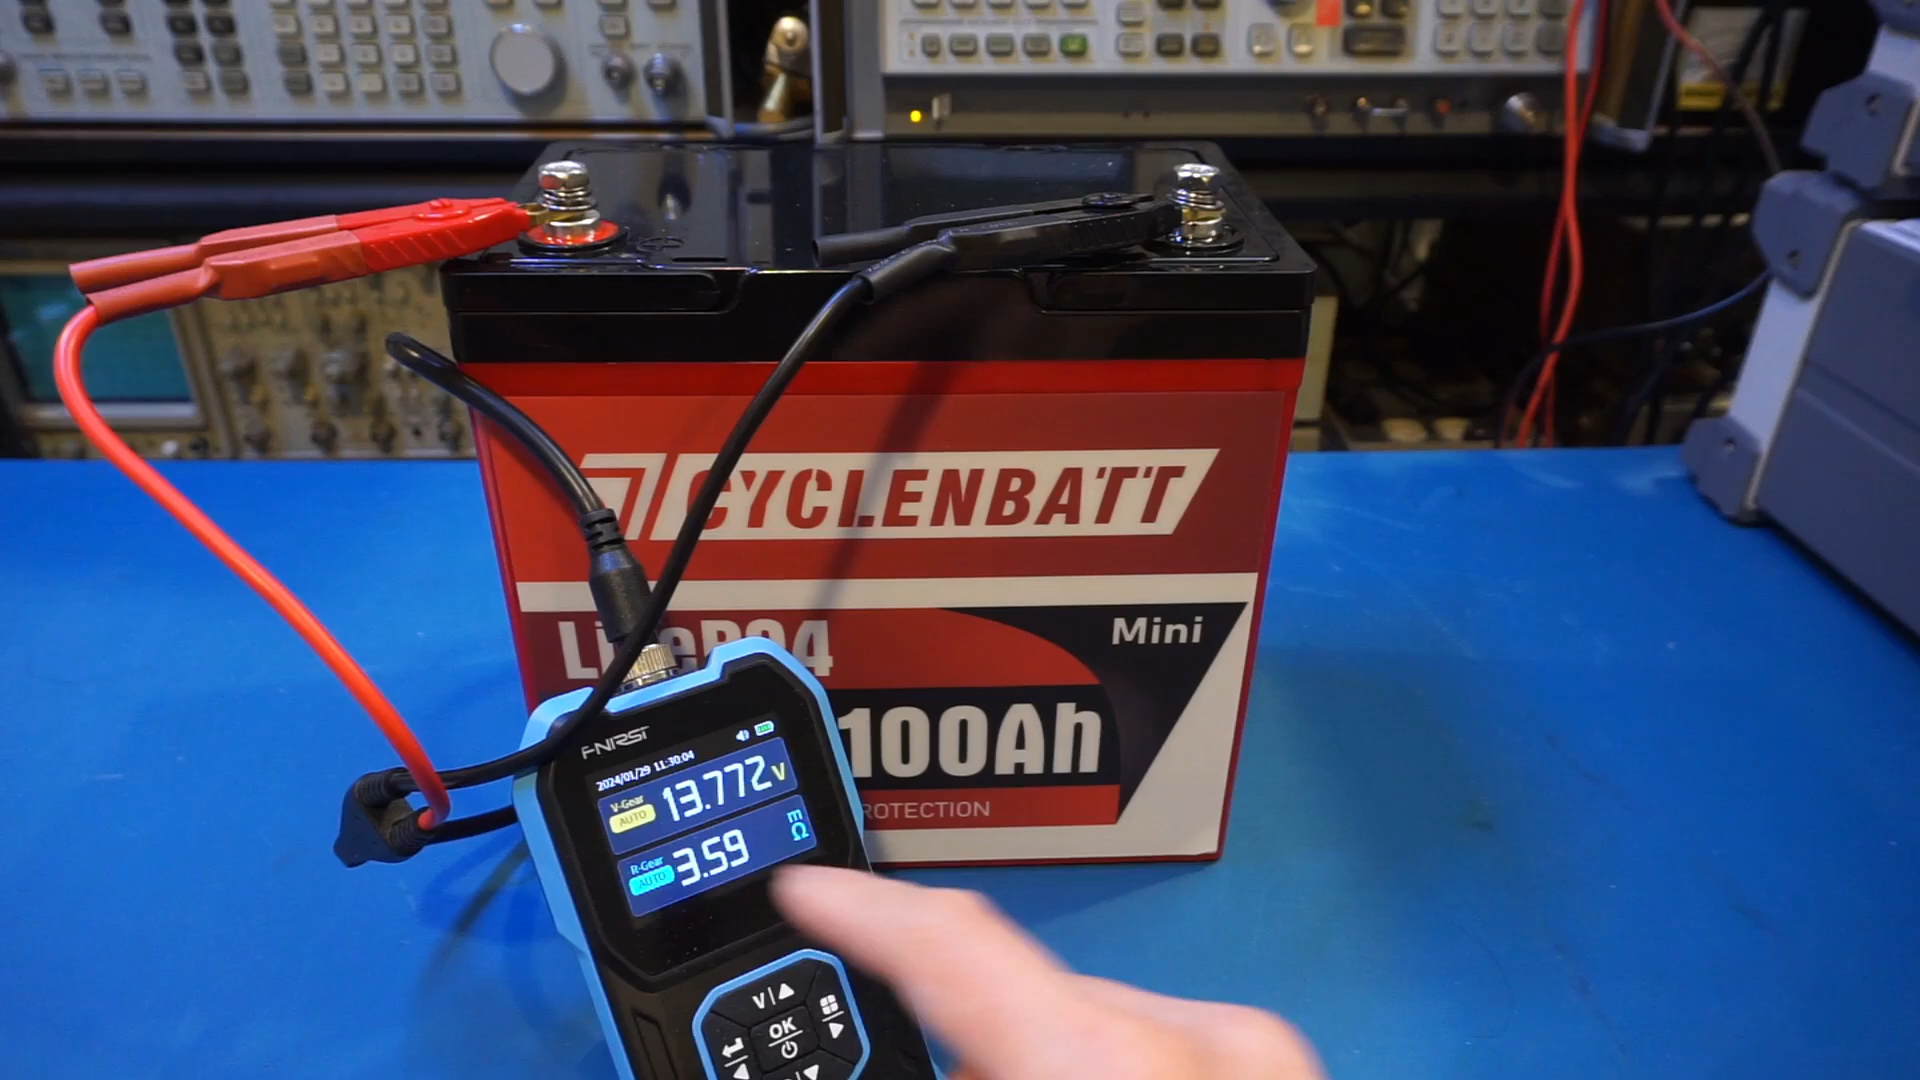 CYCLENBATT
Mini
100Ah
FNIRSI
2024/01/29 11:30:04
V-Gear
AUTO
13.772 V
R-Gear
AUTO
3.59 mΩ
V
OK